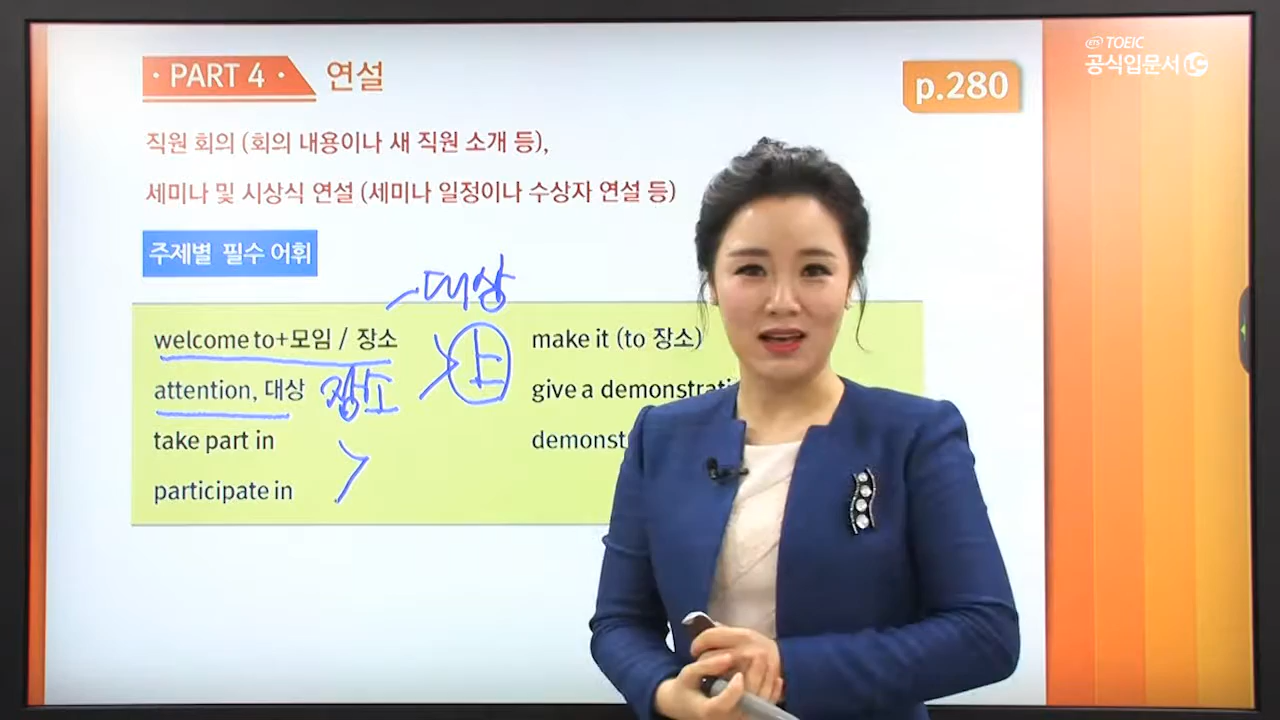 PART 4 · 연설
ETS TOEIC
공식입문서 LC
p.280
직원 회의 (회의 내용이나 새 직원 소개 등),
세미나 및 시상식 연설 (세미나 일정이나 수상자 연설 등)
주제별 필수 어휘
대상
welcome to+모임 / 장소
attention, 대상
장소
take part in
participate in
make it (to 장소)
give a